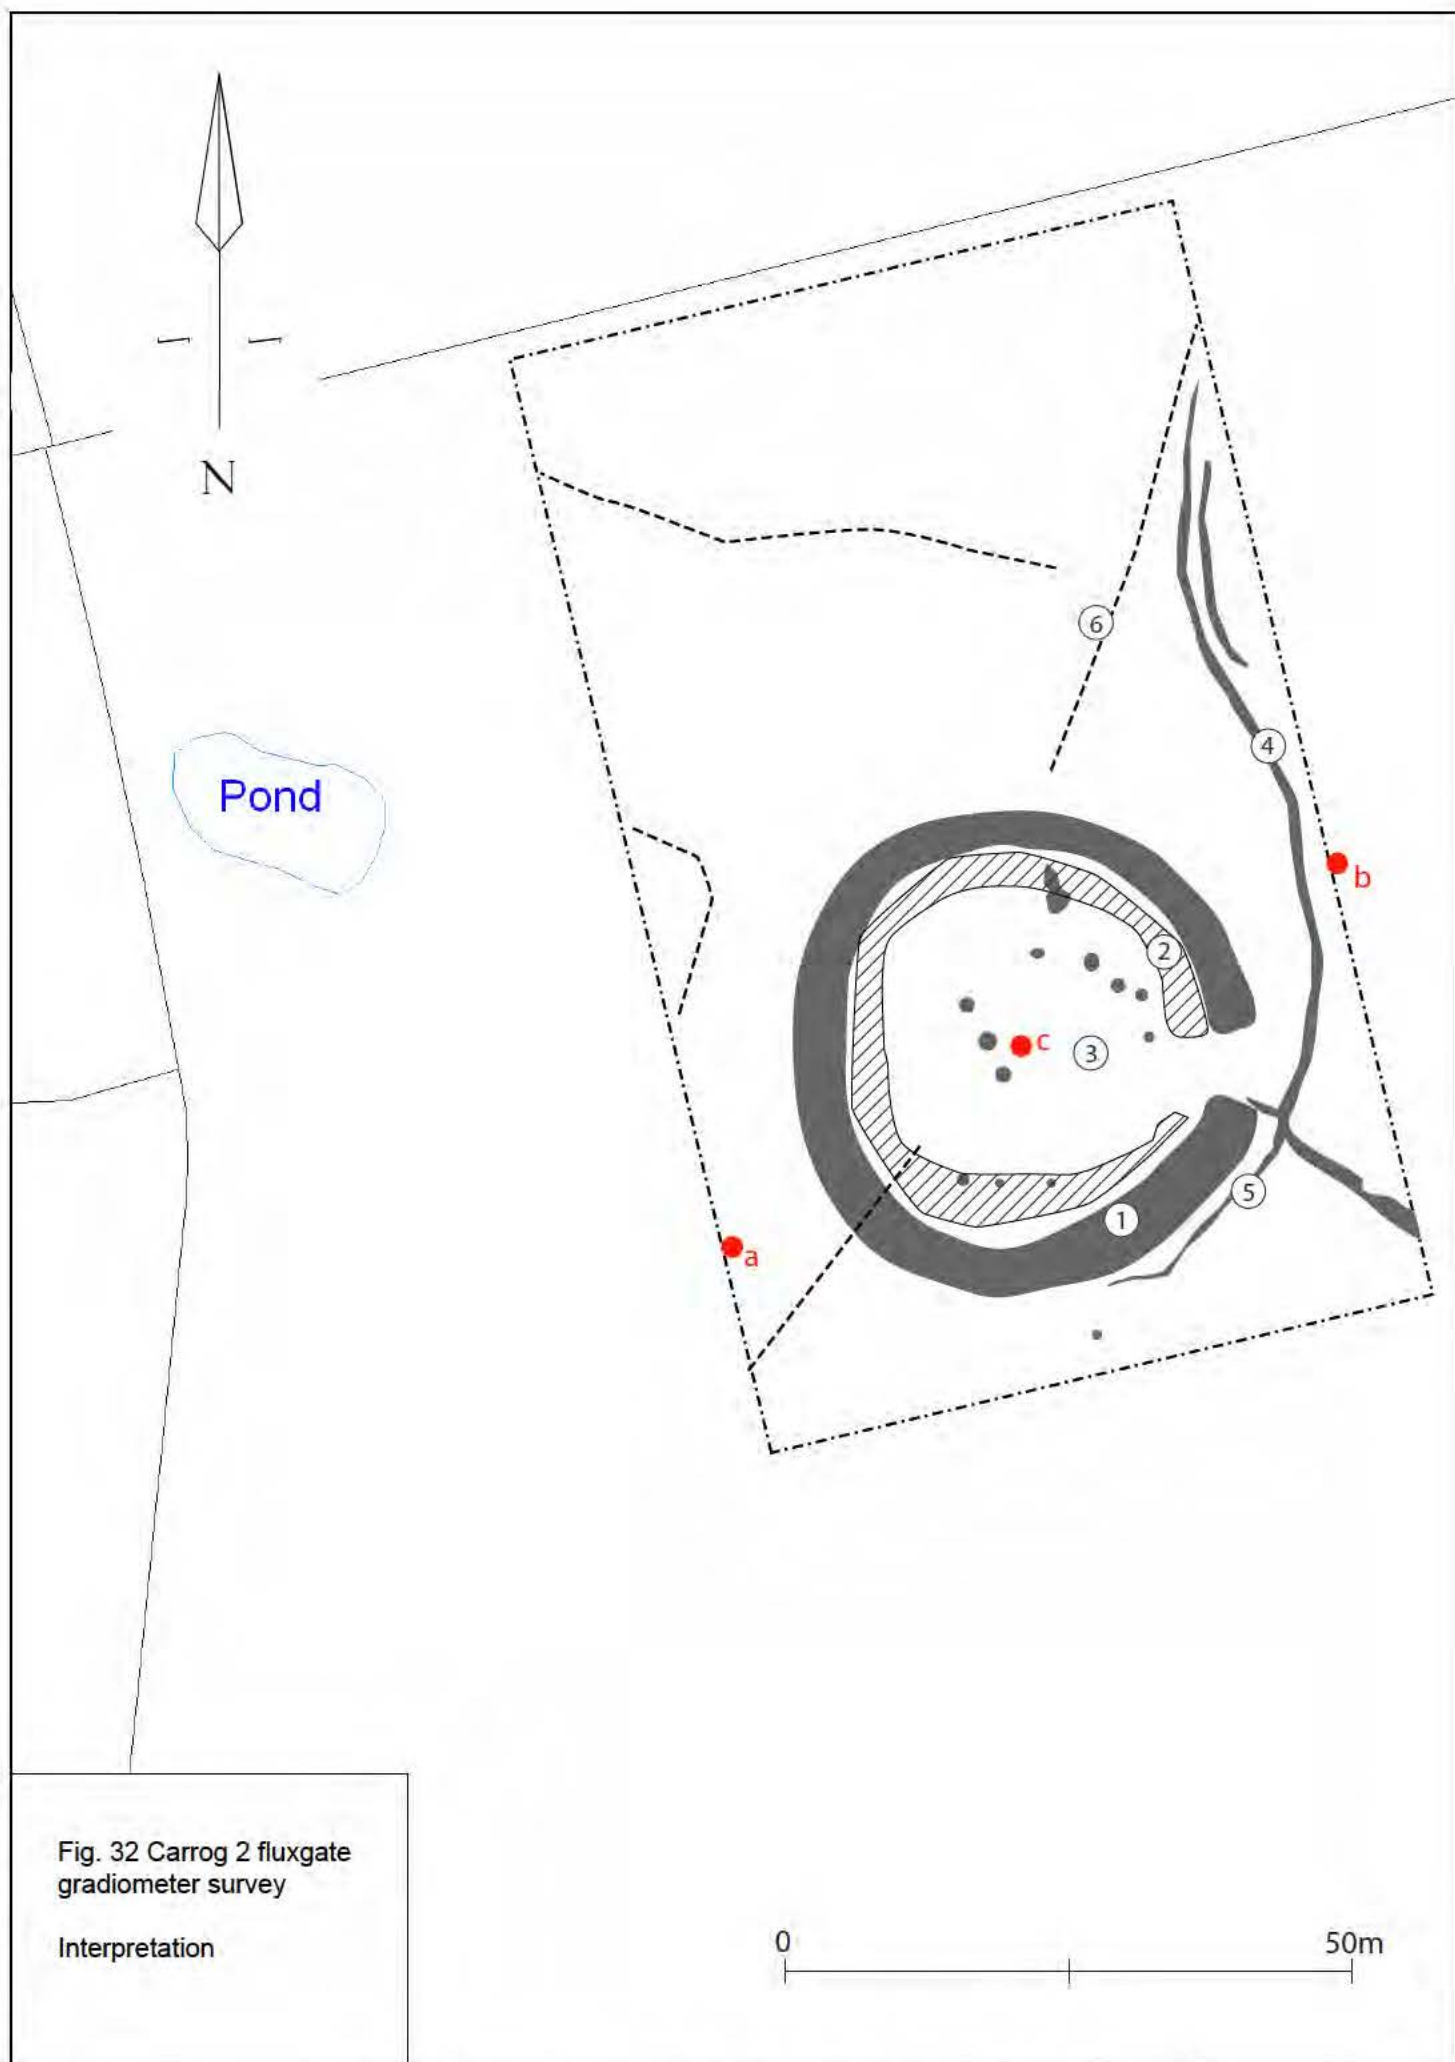 N
6
4
Pond
b
2
c
3
a
5
1
Fig. 32 Carrog 2 fluxgate
gradiometer survey
Interpretation
0
50m